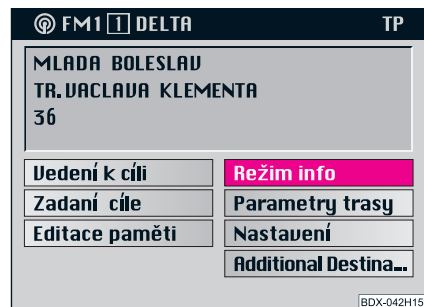 FM1 1 DELTA TP
MLADA BOLESLAV
TR.VACLAVA KLEMENTA
36
Vedení k cíli
Režim info
Zadaní cíle
Parametry trasy
Editace paměti
Nastavení
Additional Destina...
BDX-042H15